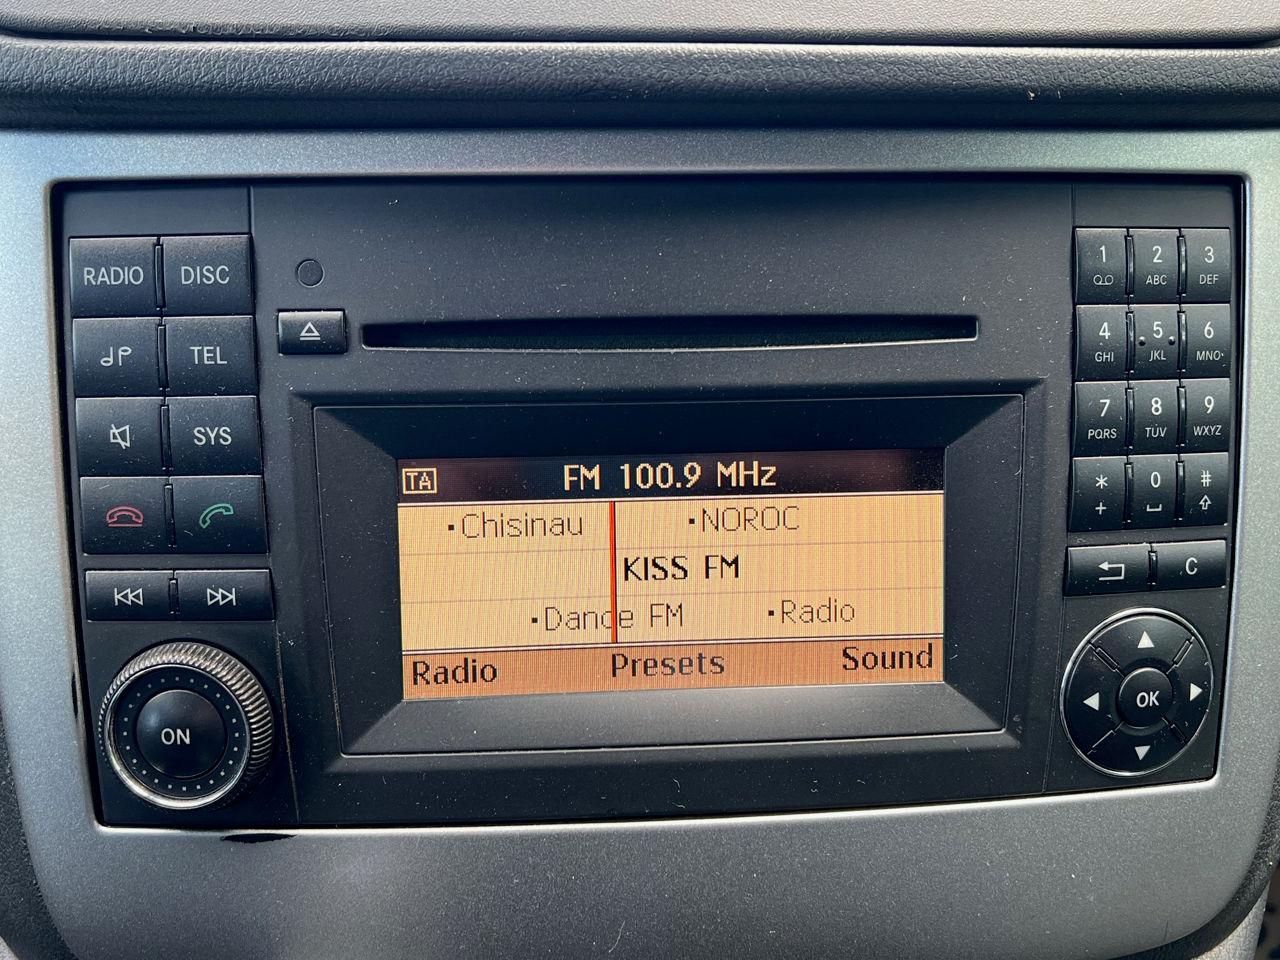 RADIO DISC
TEL
SYS
ON
TA FM 100.9 MHz
·Chisinau ·NOROC
KISS FM
·Dance FM ·Radio
Radio Presets Sound
1 2 3
ABC DEF
4 5 6
GHI JKL MNO
7 8 9
PQRS TUV WXYZ
* 0 #
+
C
OK